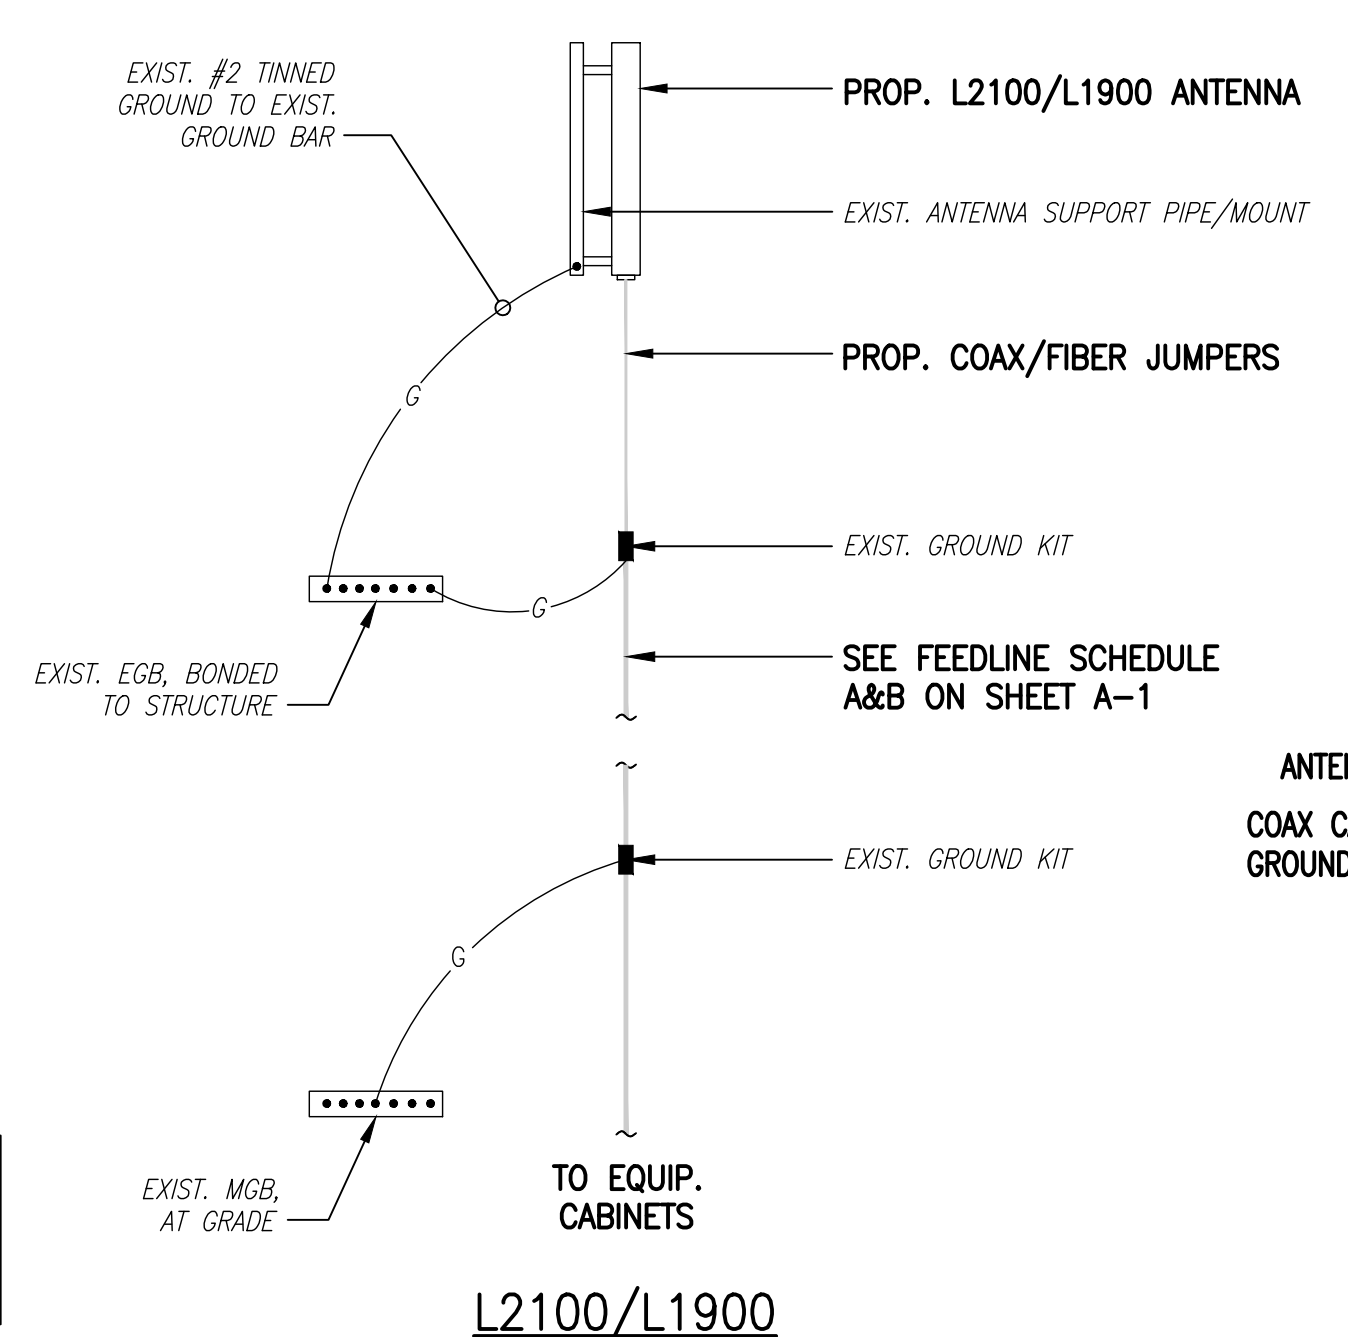 EXIST. #2 TINNED
GROUND TO EXIST.
GROUND BAR
PROP. L2100/L1900 ANTENNA
EXIST. ANTENNA SUPPORT PIPE/MOUNT
PROP. COAX/FIBER JUMPERS
G
EXIST. GROUND KIT
G
EXIST. EGB, BONDED
TO STRUCTURE
SEE FEEDLINE SCHEDULE
A&B ON SHEET A-1
COAX
GROUND
EXIST. GROUND KIT
G
EXIST. MGB,
AT GRADE
TO EQUIP.
CABINETS
L2100/L1900